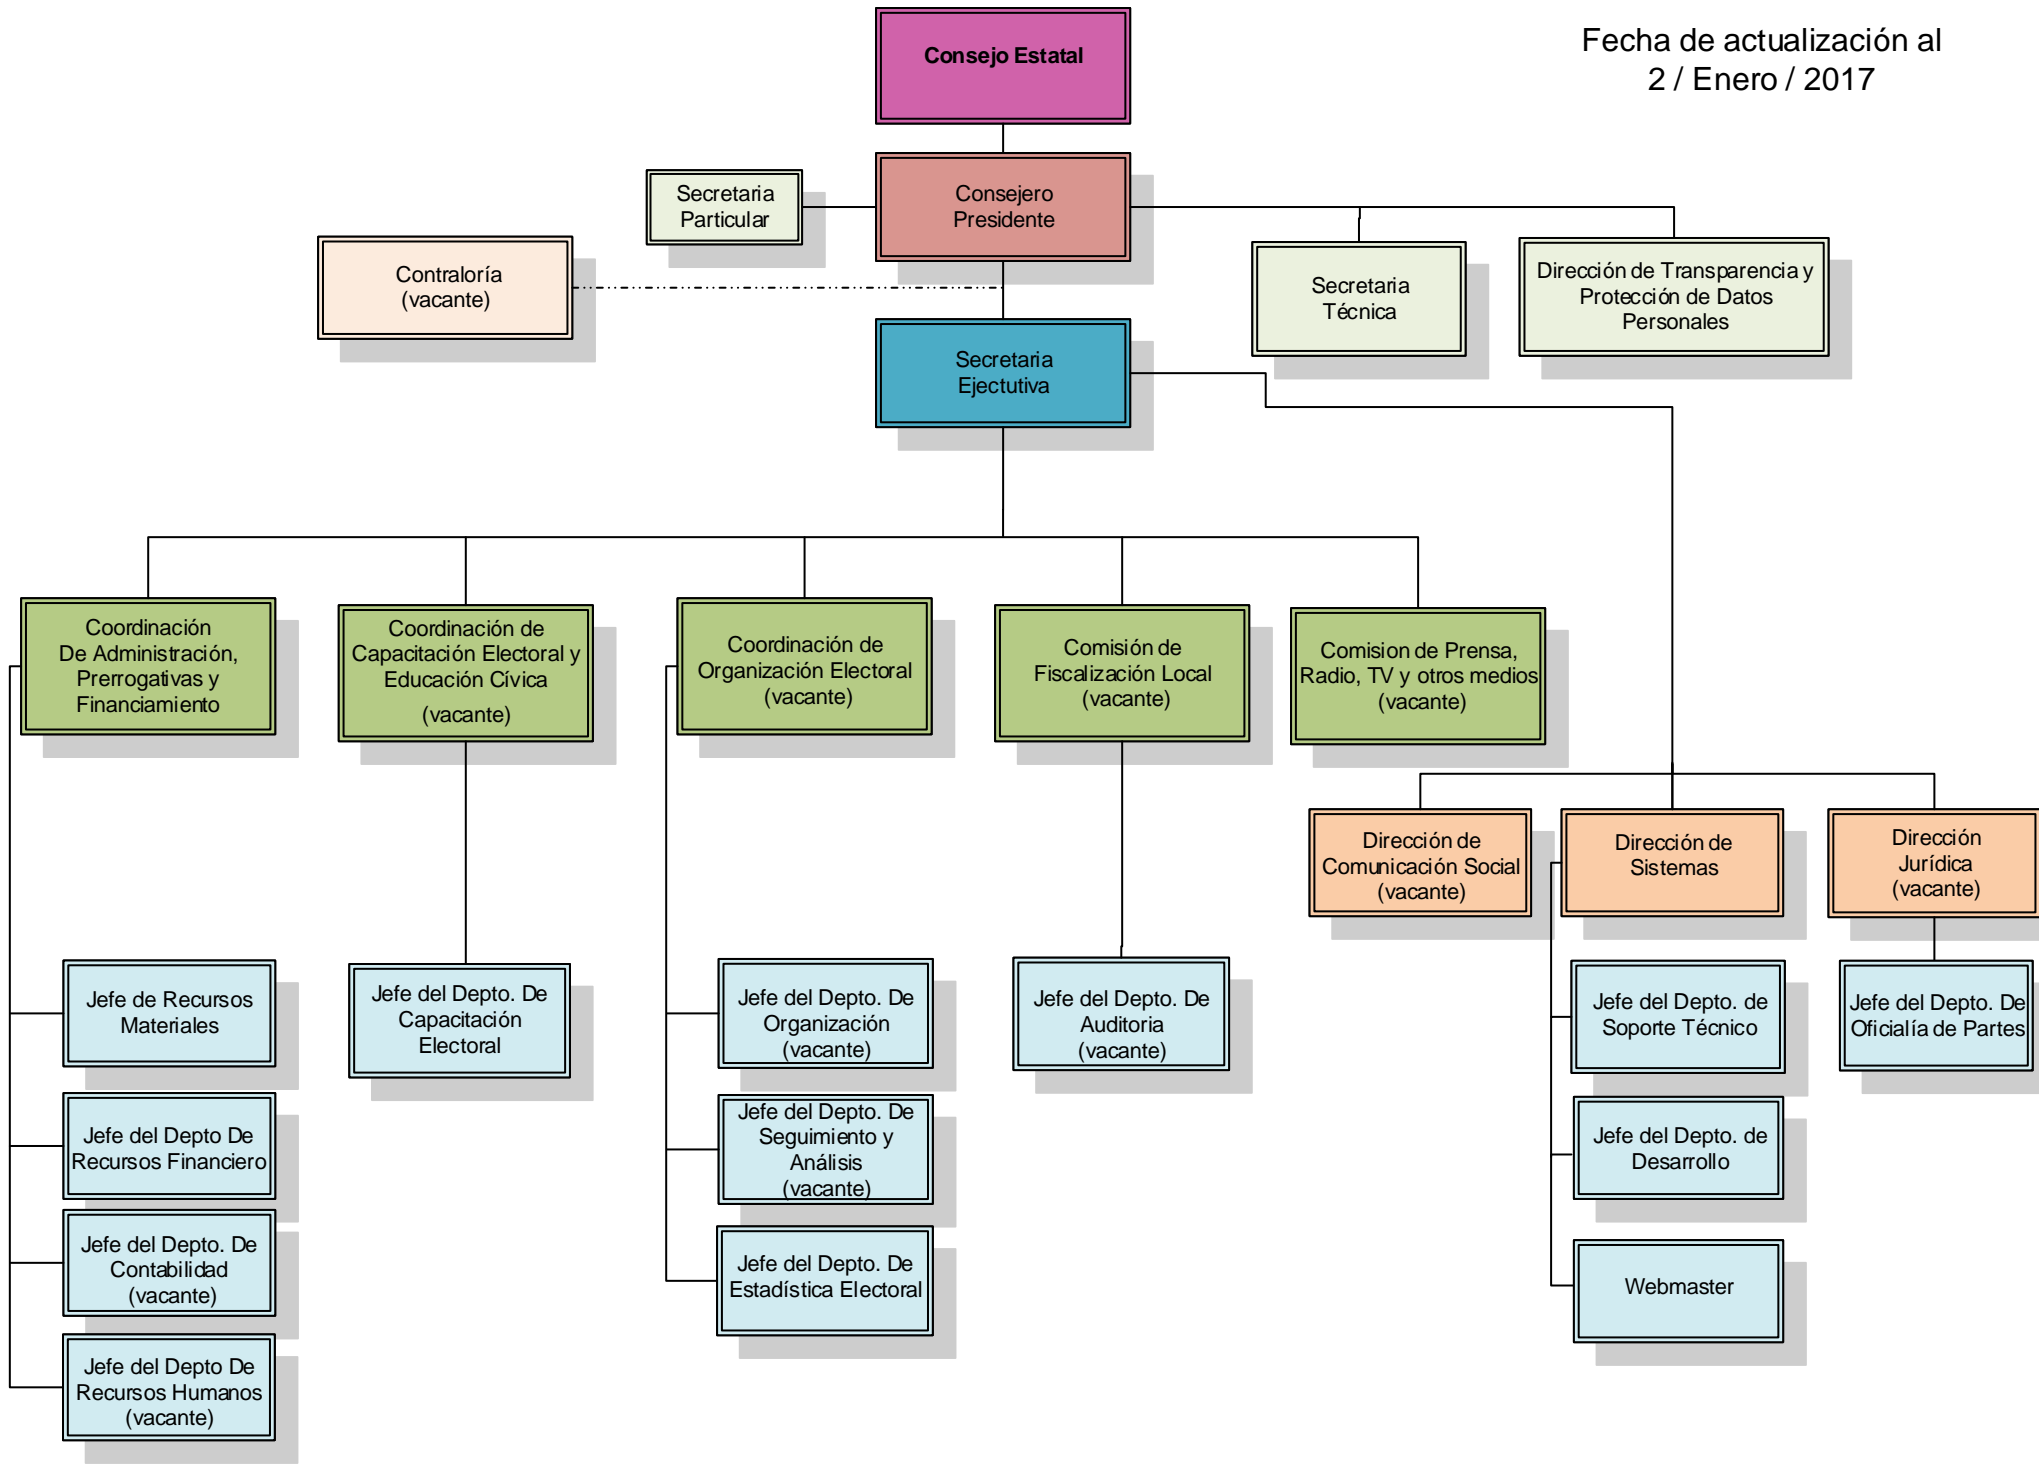 Fecha de actualización al
2 / Enero / 2017
Consejo Estatal
Secretaria
Particular
Consejero
Presidente
Contraloría
(vacante)
Secretaria
Técnica
Dirección de Transparencia y
Protección de Datos
Personales
Secretaria
Ejectutiva
Coordinación
De Administración,
Prerrogativas y
Financiamiento
Coordinación de
Capacitación Electoral y
Educación Cívica
(vacante)
Coordinación de
Organización Electoral
(vacante)
Comisión de
Fiscalización Local
(vacante)
Comision de Prensa,
Radio, TV y otros medios
(vacante)
Dirección de
Comunicación Social
(vacante)
Dirección de
Sistemas
Dirección
Jurídica
(vacante)
Jefe de Recursos
Materiales
Jefe del Depto De
Recursos Financiero
Jefe del Depto. De
Contabilidad
(vacante)
Jefe del Depto De
Recursos Humanos
(vacante)
Jefe del Depto. De
Capacitación
Electoral
Jefe del Depto. De
Organización
(vacante)
Jefe del Depto. De
Seguimiento y
Análisis
(vacante)
Jefe del Depto. De
Estadística Electoral
Jefe del Depto. De
Auditoria
(vacante)
Jefe del Depto. de
Soporte Técnico
Jefe del Depto. de
Desarrollo
Webmaster
Jefe del Depto. De
Oficialía de Partes